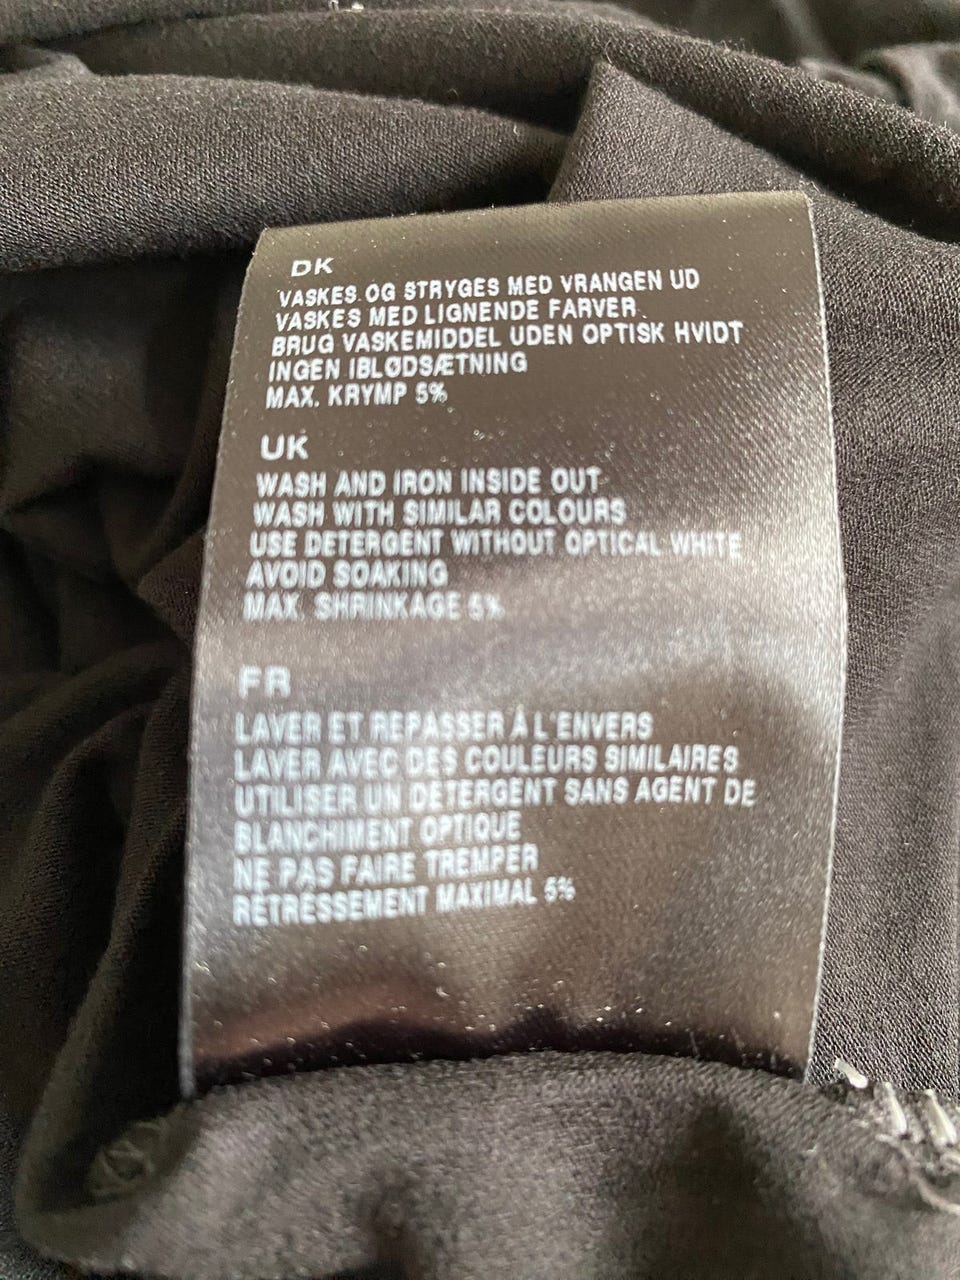 DK
VASKES OG STRYGES MED VRANGEN UD
VASKES MED LIGNENDE FARVER
BRUG VASKEMIDDEL UDEN OPTISK HVIDT
INGEN IBLØDSÆTNING
MAX. KRYMP 5%
UK
WASH AND IRON INSIDE OUT
WASH WITH SIMILAR COLOURS
USE DETERGENT WITHOUT OPTICAL WHITE
AVOID SOAKING
MAX. SHRINKAGE 5%
FR
LAVER ET REPASSER À L'ENVERS
LAVER AVEC DES COULEURS SIMILAIRES
UTILISER UN DETERGENT SANS AGENT DE
BLANCHIMENT OPTIQUE
NE PAS FAIRE TREMPER
RETRESSEMENT MAXIMAL 5%